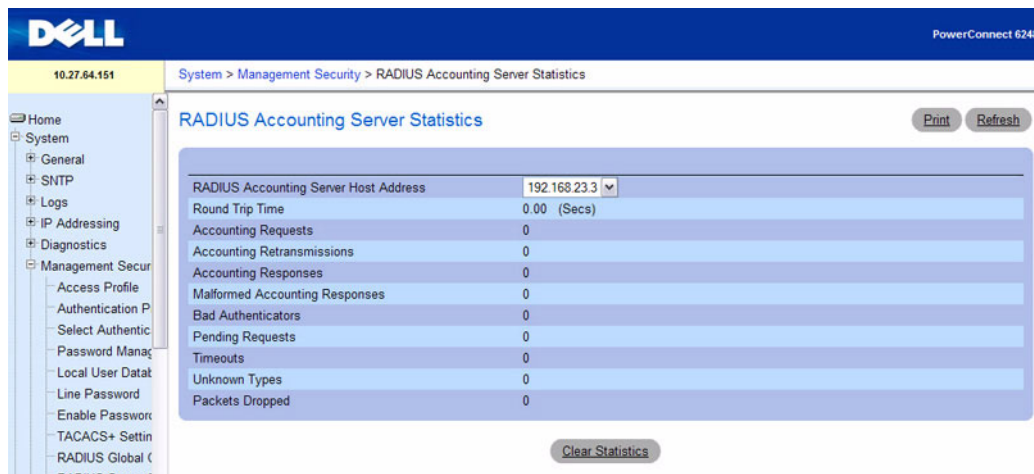 DELL
PowerConnect 6248
10.27.64.151
System > Management Security > RADIUS Accounting Server Statistics
Home
System
General
SNTP
Logs
IP Addressing
Diagnostics
Management Secur
Access Profile
Authentication P
Select Authentic
Password Manag
Local User Datab
Line Password
Enable Password
TACACS+ Settin
RADIUS Global
RADIUS Accounting Server Statistics
Print
Refresh
RADIUS Accounting Server Host Address 192.168.23.3
Round Trip Time 0.00 (Secs)
Accounting Requests 0
Accounting Retransmissions 0
Accounting Responses 0
Malformed Accounting Responses 0
Bad Authenticators 0
Pending Requests 0
Timeouts 0
Unknown Types 0
Packets Dropped 0
Clear Statistics